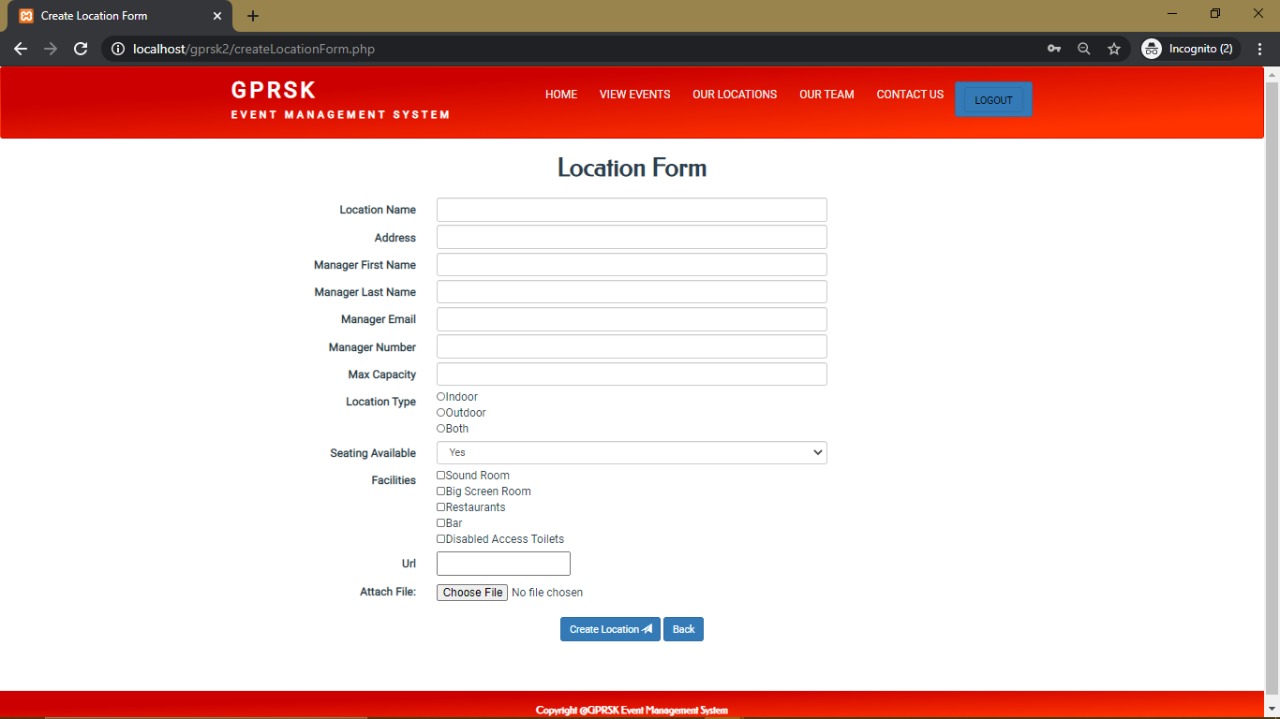 Create Location Form
localhost/gprsk2/createLocationForm.php
Incognito (2)
GPRSK
EVENT MANAGEMENT SYSTEM
HOME VIEW EVENTS OUR LOCATIONS OUR TEAM CONTACT US LOGOUT
Location Form
Location Name
Address
Manager First Name
Manager Last Name
Manager Email
Manager Number
Max Capacity
Location Type
Indoor
Outdoor
Both
Seating Available Yes
Facilities
Sound Room
Big Screen Room
Restaurants
Bar
Disabled Access Toilets
Url
Attach File: Choose File No file chosen
Create Location Back
Copyright @GPRSK Event Management System